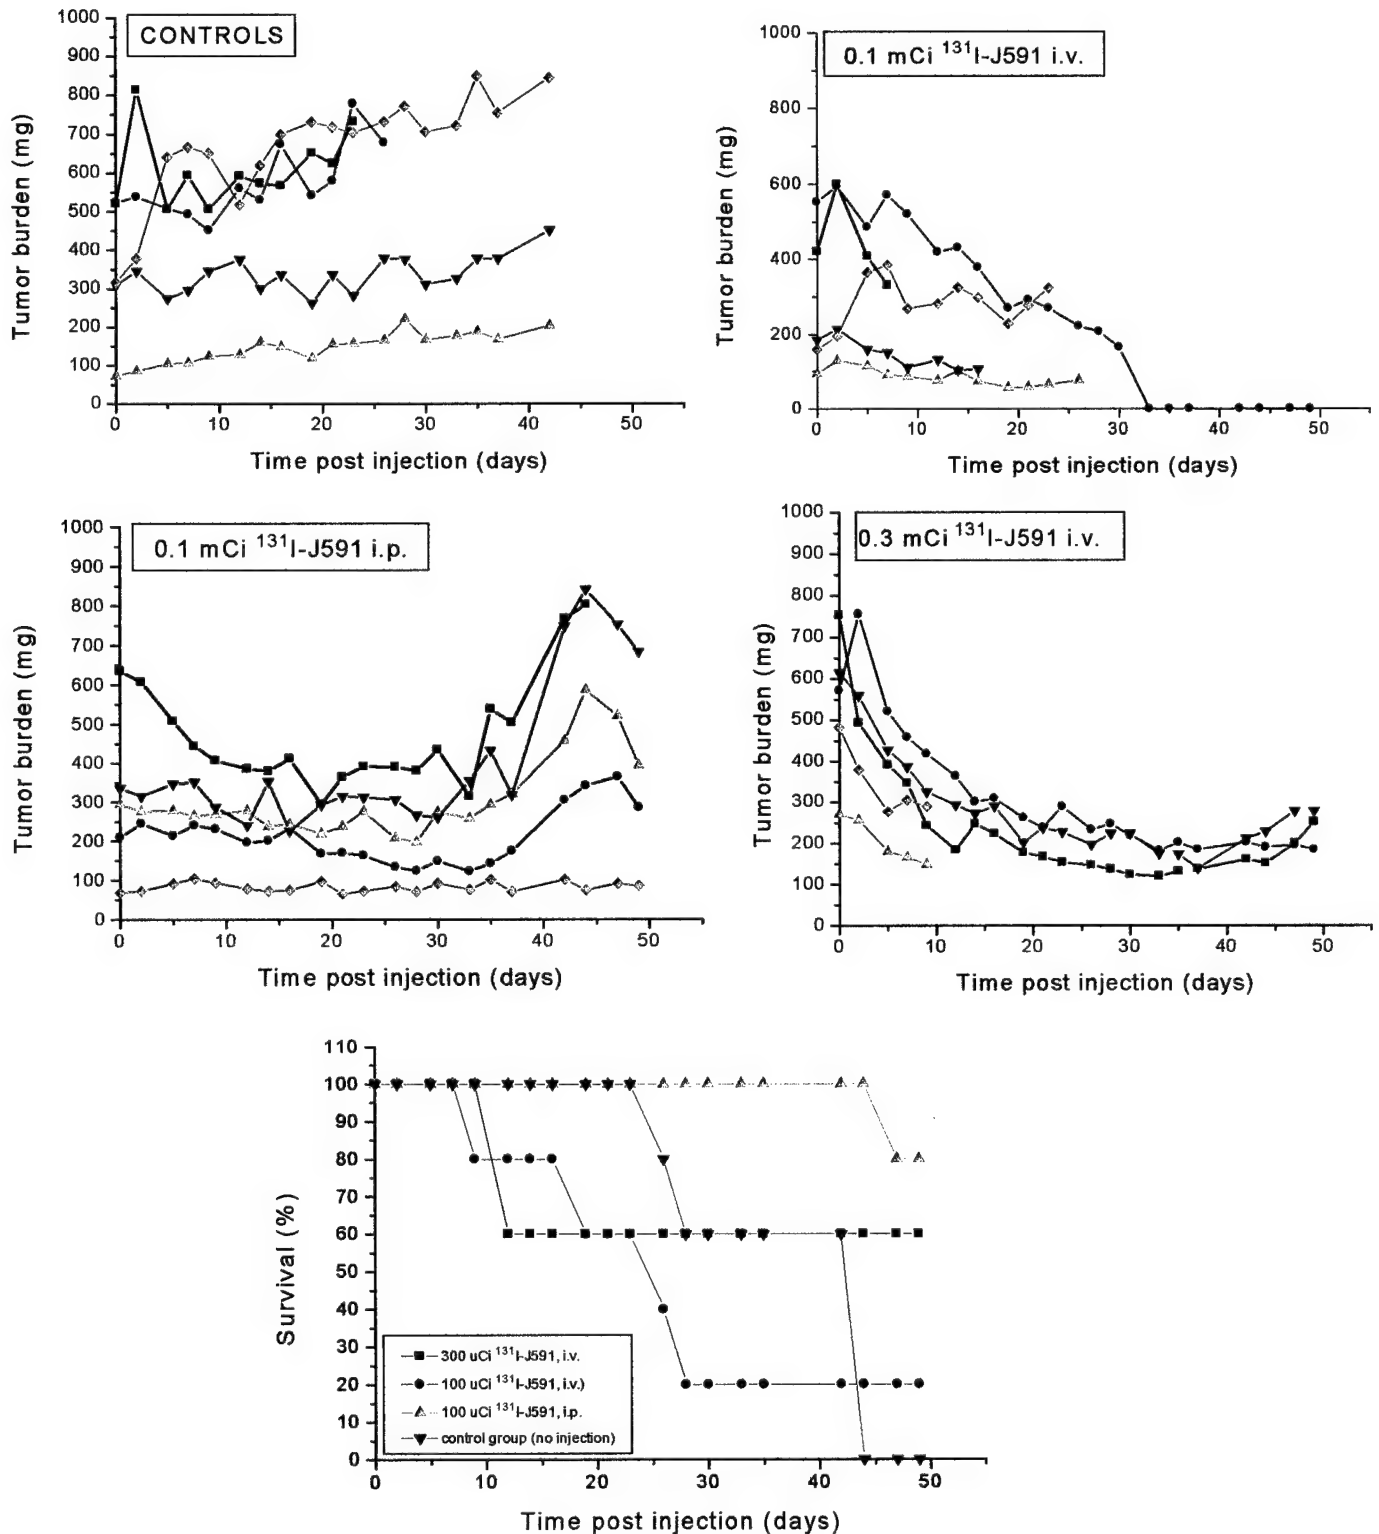 CONTROLS
1000
900
800
700
600
500
400
300
200
100
0
Tumor burden (mg)
0 10 20 30 40 50
Time post injection (days)
0.1 mCi ¹³¹I-J591 i.v.
1000
800
600
400
200
0
Tumor burden (mg)
0 10 20 30 40 50
Time post injection (days)
0.1 mCi ¹³¹I-J591 i.p.
1000
900
800
700
600
500
400
300
200
100
0
Tumor burden (mg)
0 10 20 30 40 50
Time post injection (days)
0.3 mCi ¹³¹I-J591 i.v.
1000
900
800
700
600
500
400
300
200
100
0
Tumor burden (mg)
0 10 20 30 40 50
Time post injection (days)
110
100
90
80
70
60
50
40
30
20
10
0
Survival (%)
300 uCi ¹³¹I-J591, i.v.
100 uCi ¹³¹I-J591, i.v.)
100 uCi ¹³¹I-J591, i.p.
control group (no injection)
0 10 20 30 40 50
Time post injection (days)